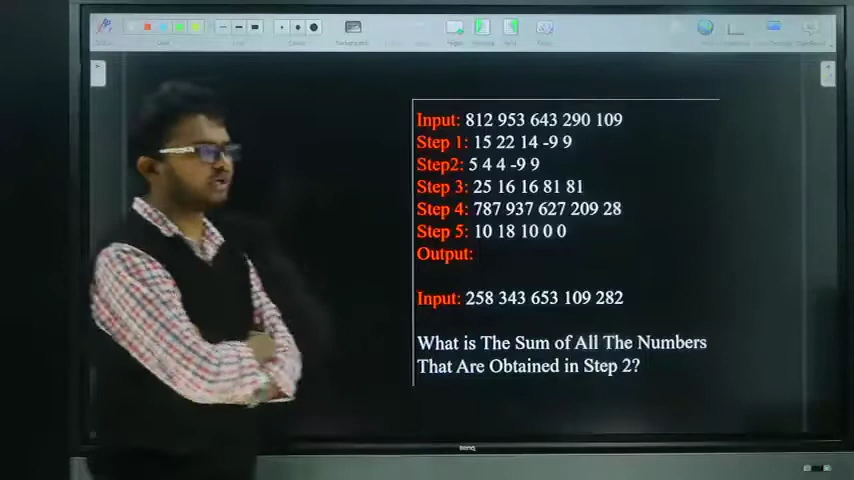 Input: 812 953 643 290 109
Step 1: 15 22 14 -9 9
Step2: 5 4 4 -9 9
Step 3: 25 16 16 81 81
Step 4: 787 937 627 209 28
Step 5: 10 18 10 0 0
Output:
Input: 258 343 653 109 282
What is The Sum of All The Numbers
That Are Obtained in Step 2?
BenQ